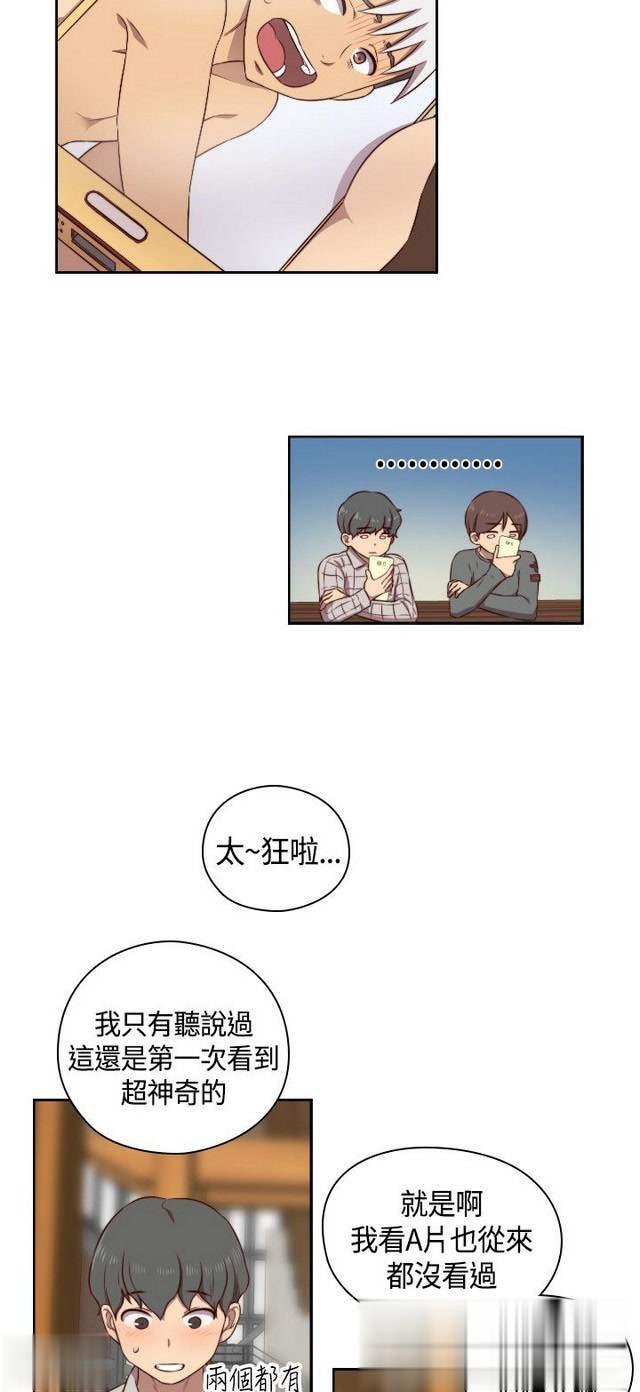 ............
太~狂啦...
我只有聽說過
這還是第一次看到
超神奇的
就是啊
我看A片也從來
都沒看過
兩個都有